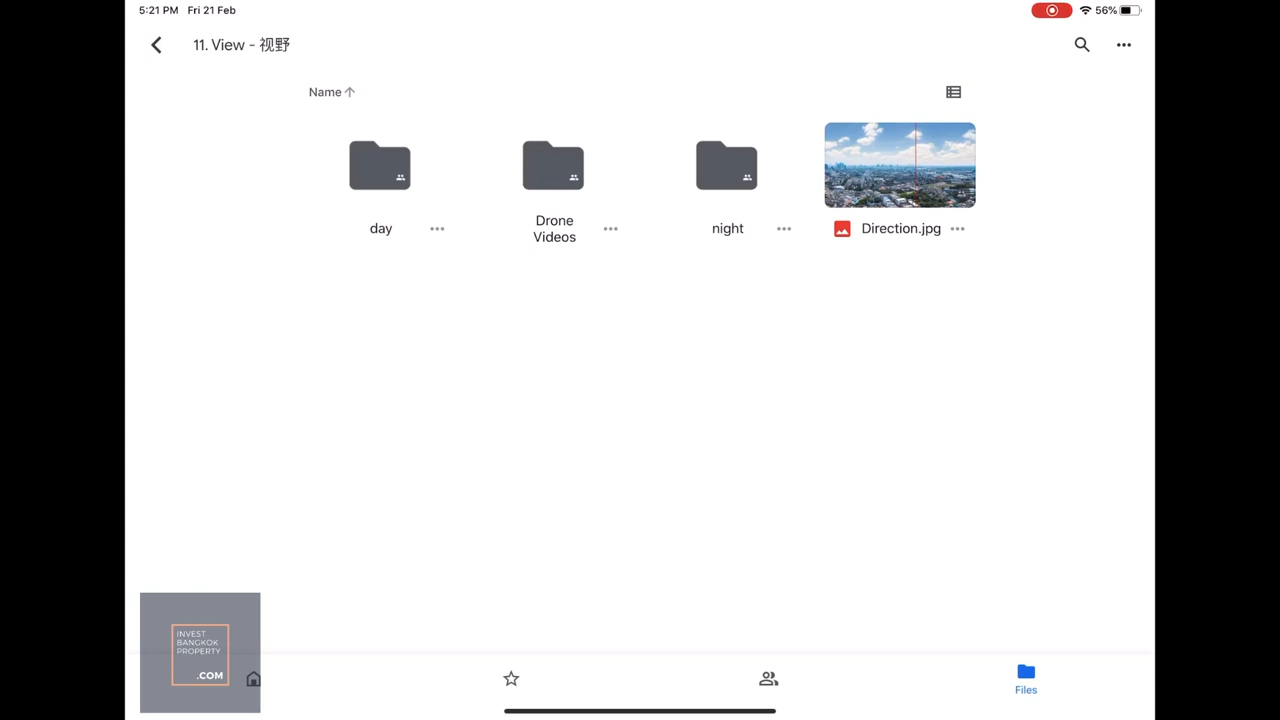 5:21 PM Fri 21 Feb
56%
11. View - 视野
Name
day
Drone
Videos
night
Direction.jpg
INVEST
BANGKOK
PROPERTY
.COM
Files